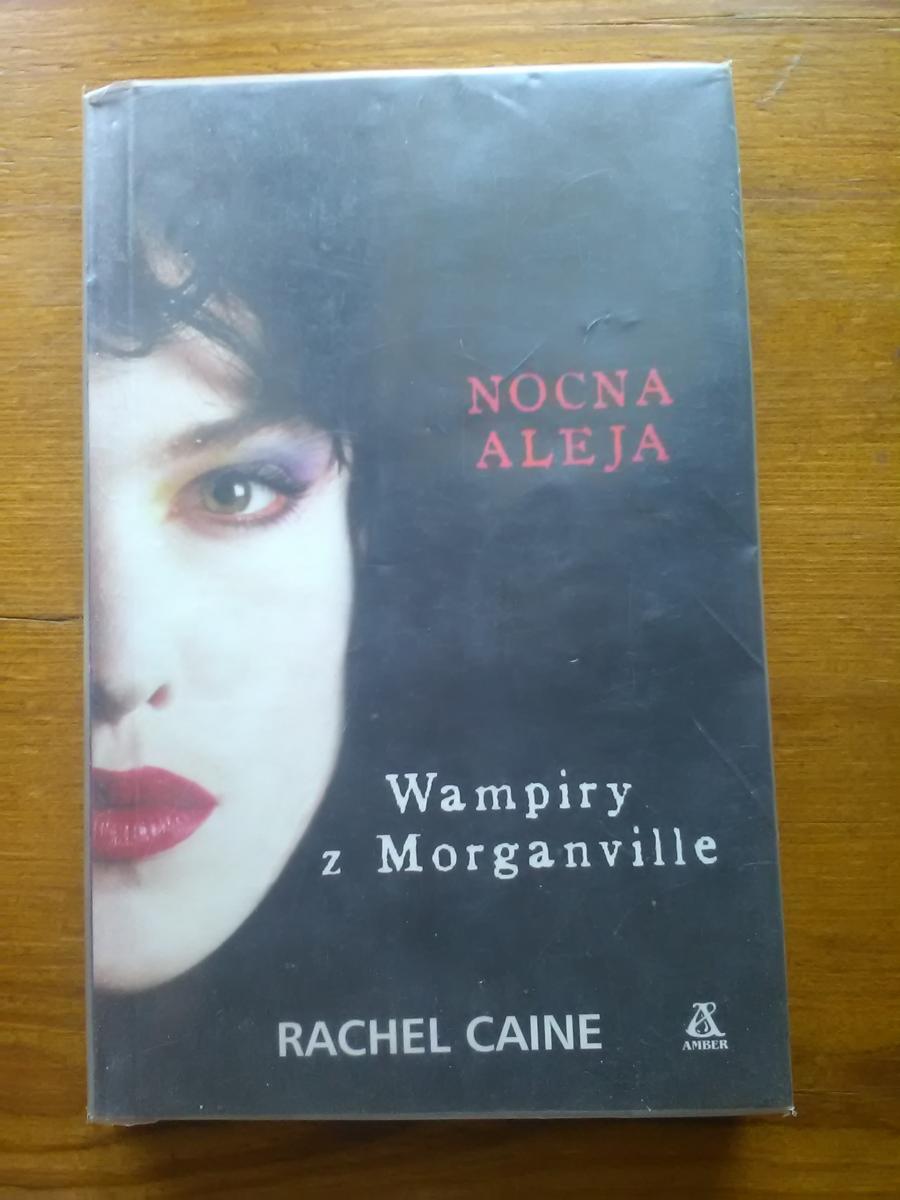 NOCNA
ALEJA
Wampiry
z Morganville
RACHEL CAINE
AMBER